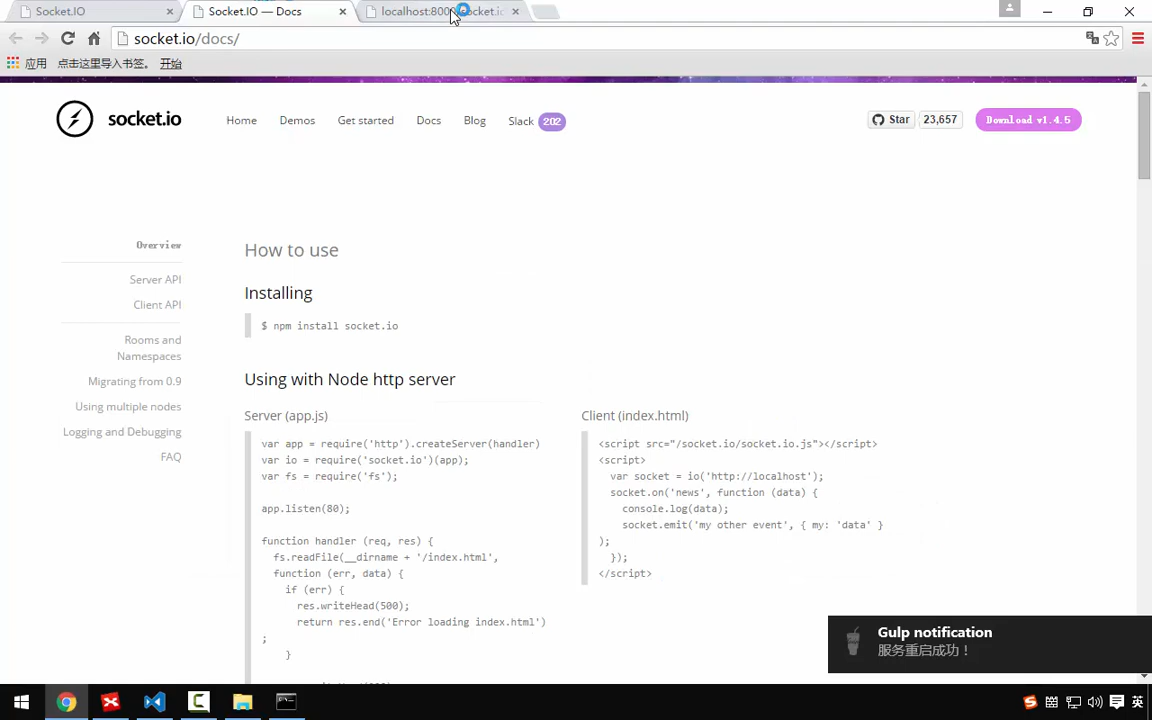 Socket.IO
Socket.IO — Docs
localhost:800
socket.io/docs/
应用
点击这里导入书签。
开始
socket.io
Home
Demos
Get started
Docs
Blog
Slack
202
Star
23,657
Download v1.4.5
Overview
Server API
Client API
Rooms and
Namespaces
Migrating from 0.9
Using multiple nodes
Logging and Debugging
FAQ
How to use
Installing
$ npm install socket.io
Using with Node http server
Server (app.js)
var app = require('http').createServer(handler)
var io = require('socket.io')(app);
var fs = require('fs');
app.listen(80);
function handler (req, res) {
fs.readFile(__dirname + '/index.html',
function (err, data) {
if (err) {
res.writeHead(500);
return res.end('Error loading index.html')
;
}
Client (index.html)
<script src="/socket.io/socket.io.js"></script>
<script>
var socket = io('http://localhost');
socket.on('news', function (data) {
console.log(data);
socket.emit('my other event', { my: 'data' }
);
});
</script>
Gulp notification
服务重启成功！
英